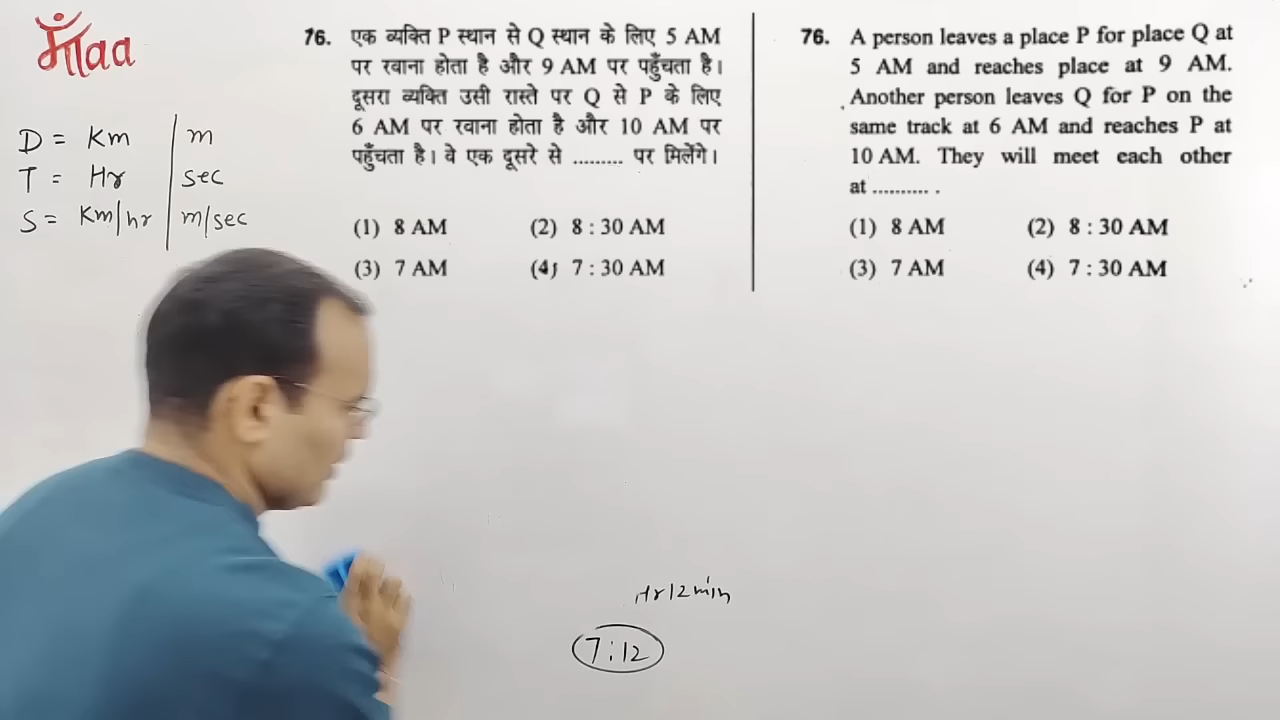 माँaa
D = Km | m
T = Hr | sec
S = Km/hr | m/sec
76. एक व्यक्ति P स्थान से Q स्थान के लिए 5 AM
पर रवाना होता है और 9 AM पर पहुँचता है।
दूसरा व्यक्ति उसी रास्ते पर Q से P के लिए
6 AM पर रवाना होता है और 10 AM पर
पहुँचता है। वे एक दूसरे से ......... पर मिलेंगे।
(1) 8 AM (2) 8 : 30 AM
(3) 7 AM (4) 7 : 30 AM
76. A person leaves a place P for place Q at
5 AM and reaches place at 9 AM.
Another person leaves Q for P on the
same track at 6 AM and reaches P at
10 AM. They will meet each other
at .......... .
(1) 8 AM (2) 8 : 30 AM
(3) 7 AM (4) 7 : 30 AM
Hr 12 min
7:12